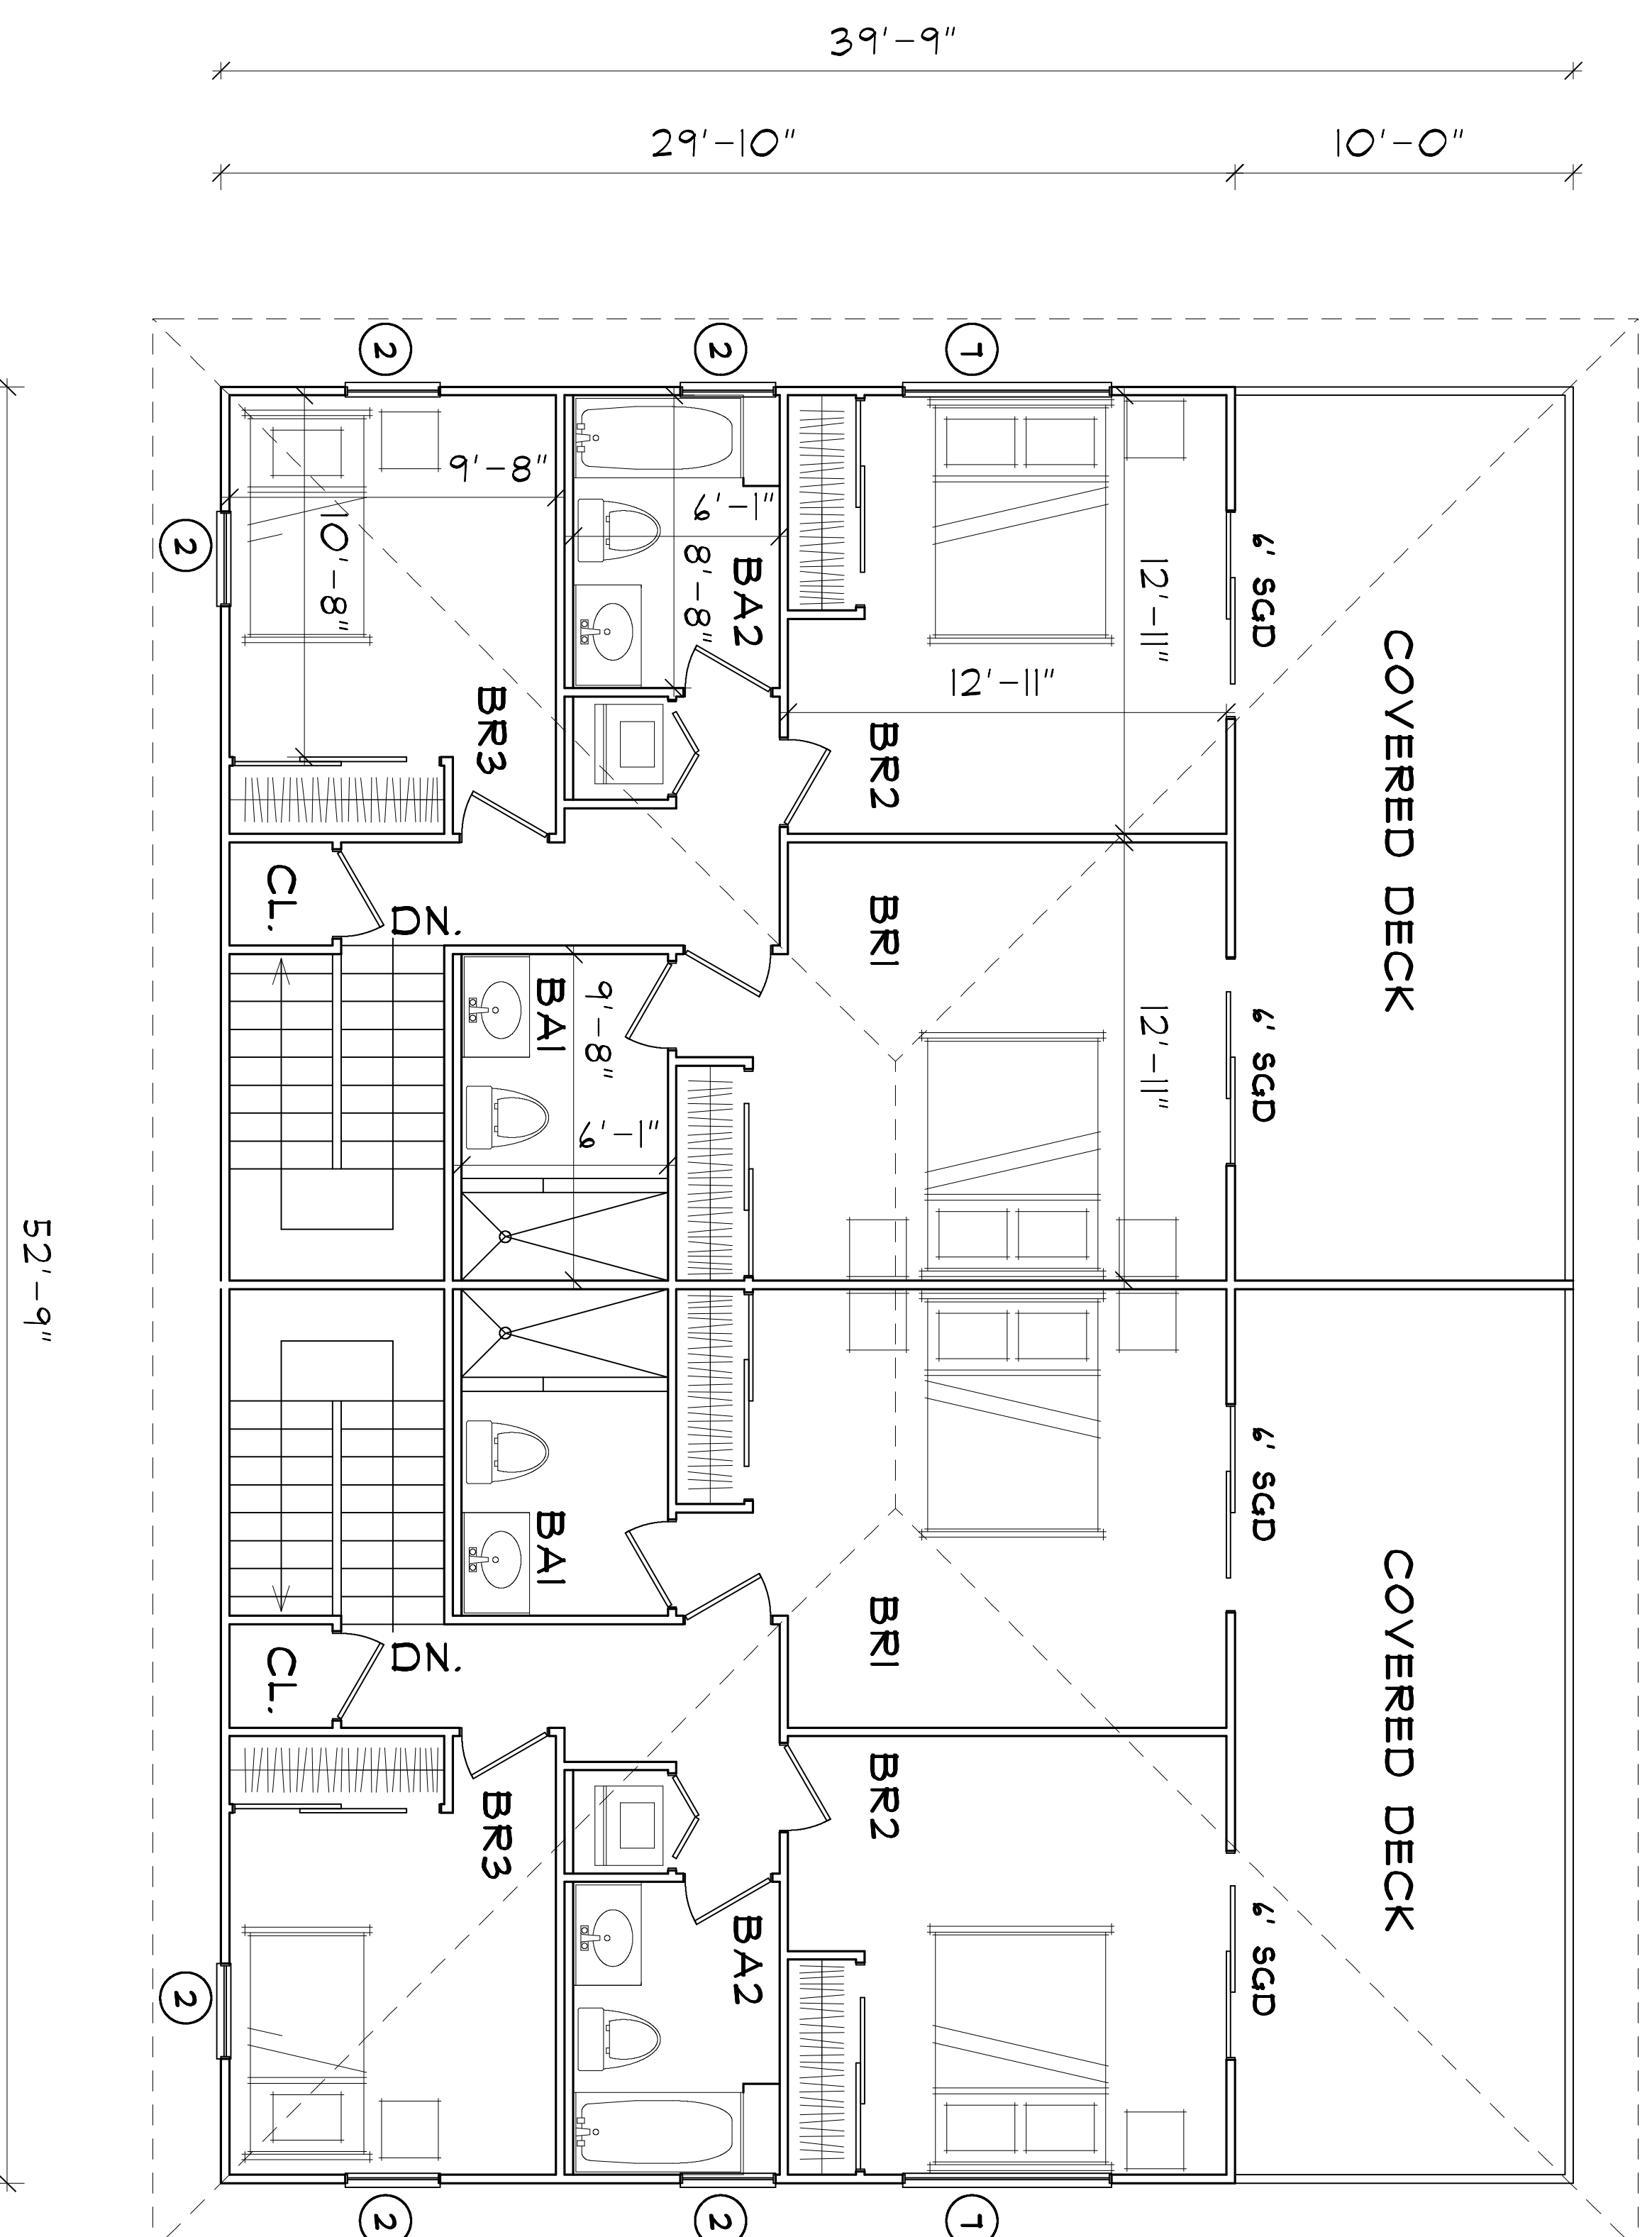 39'-9"
29'-10"
10'-0"
2
2
7
9'-8"
6'-1"
2
10'-8"
8'-8"
BA2
12'-11"
6' SGD
COVERED DECK
12'-11"
BR3
BR2
CL.
DN.
BR1
BA1
9'-8"
12'-11"
6' SGD
6'-1"
52'-9"
6' SGD
BA1
BR1
COVERED DECK
CL.
DN.
BR3
BR2
BA2
6' SGD
2
2
2
7